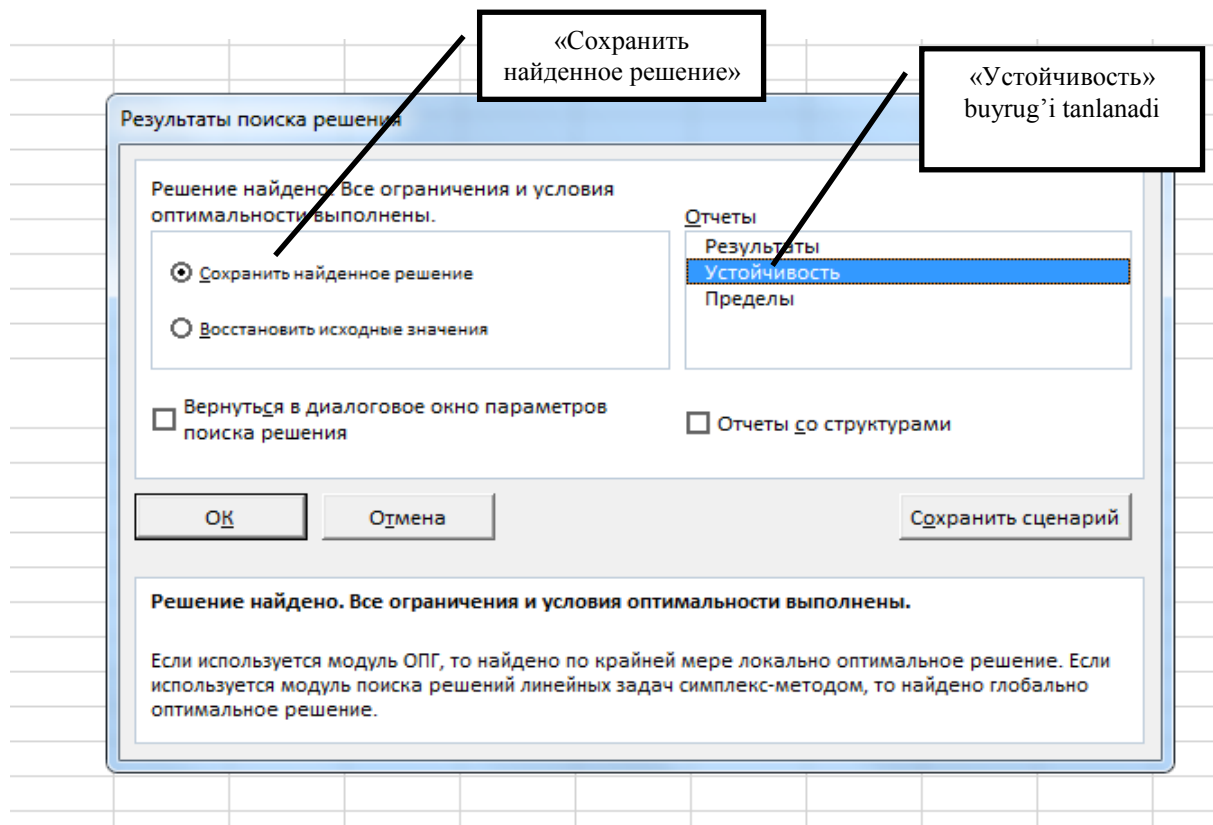 «Сохранить
найденное решение»
«Устойчивость»
buyrug’i tanlanadi
Результаты поиска решения
Решение найдено. Все ограничения и условия
оптимальности выполнены.
Сохранить найденное решение
Восстановить исходные значения
Отчеты
Результаты
Устойчивость
Пределы
Вернуться в диалоговое окно параметров
поиска решения
Отчеты со структурами
ОК
Отмена
Сохранить сценарий
Решение найдено. Все ограничения и условия оптимальности выполнены.
Если используется модуль ОПГ, то найдено по крайней мере локально оптимальное решение. Если
используется модуль поиска решений линейных задач симплекс-методом, то найдено глобально
оптимальное решение.